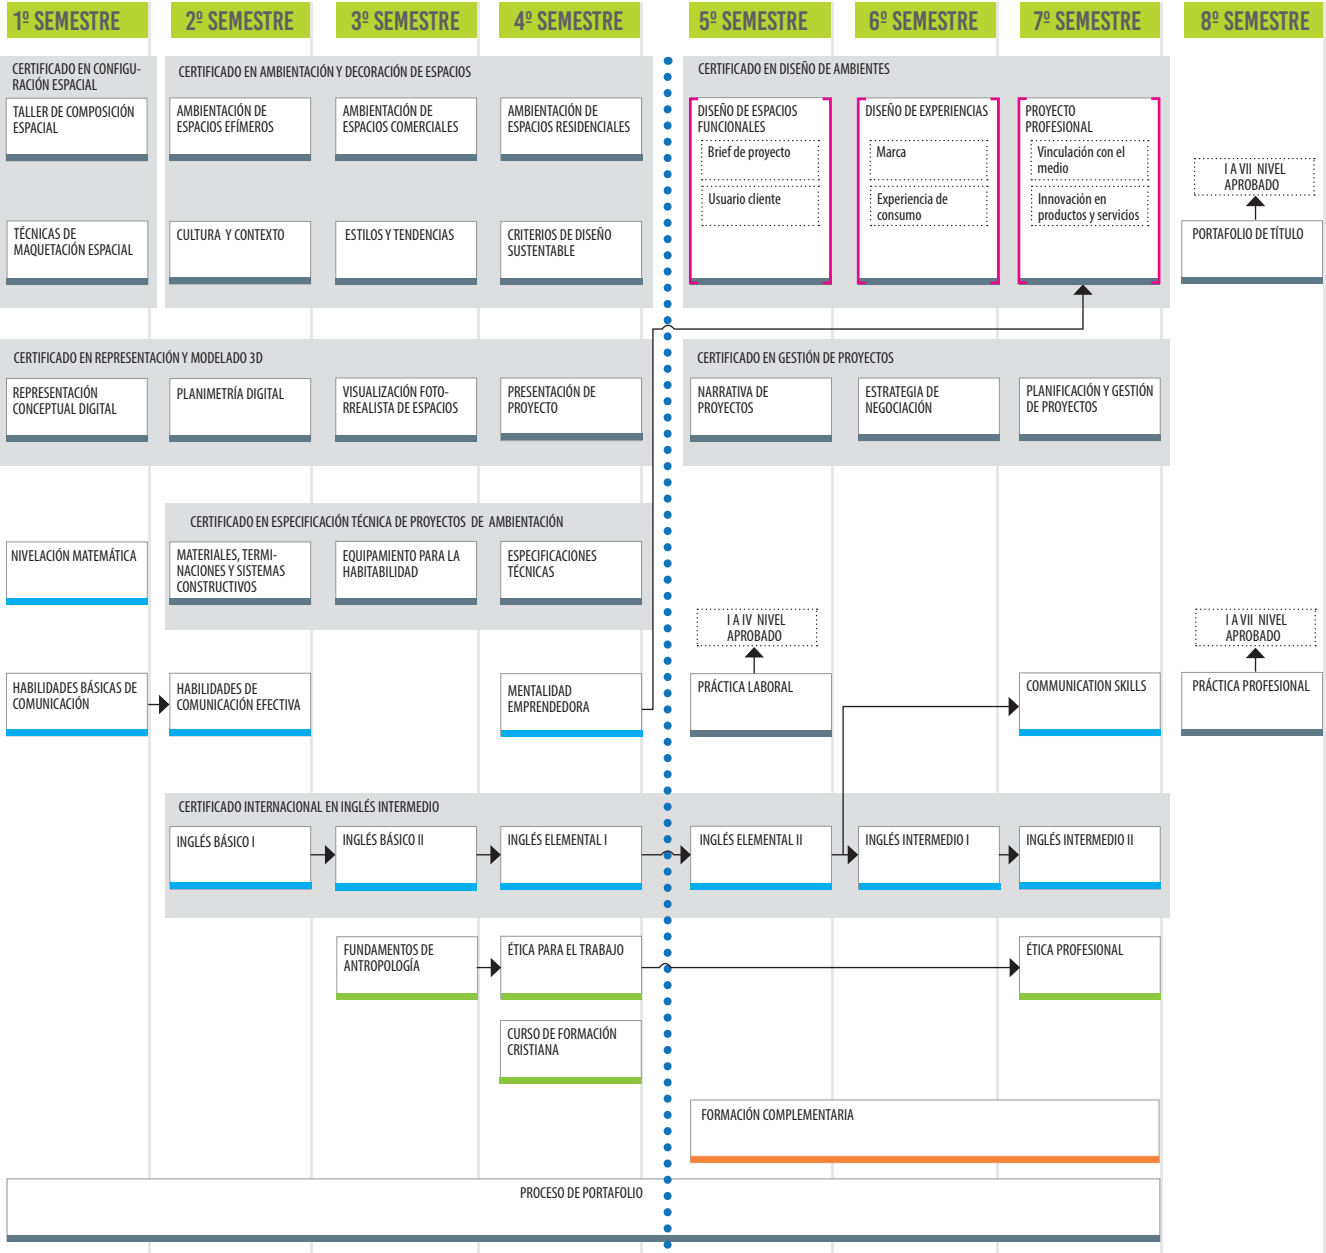 1º SEMESTRE
2º SEMESTRE
3º SEMESTRE
4º SEMESTRE
5º SEMESTRE
6º SEMESTRE
7º SEMESTRE
8º SEMESTRE
CERTIFICADO EN CONFIGU-
RACIÓN ESPACIAL
CERTIFICADO EN AMBIENTACIÓN Y DECORACIÓN DE ESPACIOS
CERTIFICADO EN DISEÑO DE AMBIENTES
TALLER DE COMPOSICIÓN
ESPACIAL
AMBIENTACIÓN DE
ESPACIOS EFÍMEROS
AMBIENTACIÓN DE
ESPACIOS COMERCIALES
AMBIENTACIÓN DE
ESPACIOS RESIDENCIALES
DISEÑO DE ESPACIOS
FUNCIONALES
Brief de proyecto
Usuario cliente
DISEÑO DE EXPERIENCIAS
Marca
Experiencia de
consumo
PROYECTO
PROFESIONAL
Vinculación con el
medio
Innovación en
productos y servicios
I A VII NIVEL
APROBADO
PORTAFOLIO DE TÍTULO
TÉCNICAS DE
MAQUETACIÓN ESPACIAL
CULTURA Y CONTEXTO
ESTILOS Y TENDENCIAS
CRITERIOS DE DISEÑO
SUSTENTABLE
CERTIFICADO EN REPRESENTACIÓN Y MODELADO 3D
CERTIFICADO EN GESTIÓN DE PROYECTOS
REPRESENTACIÓN
CONCEPTUAL DIGITAL
PLANIMETRÍA DIGITAL
VISUALIZACIÓN FOTO-
RREALISTA DE ESPACIOS
PRESENTACIÓN DE
PROYECTO
NARRATIVA DE
PROYECTOS
ESTRATEGIA DE
NEGOCIACIÓN
PLANIFICACIÓN Y GESTIÓN
DE PROYECTOS
CERTIFICADO EN ESPECIFICACIÓN TÉCNICA DE PROYECTOS DE AMBIENTACIÓN
NIVELACIÓN MATEMÁTICA
MATERIALES, TERMI-
NACIONES Y SISTEMAS
CONSTRUCTIVOS
EQUIPAMIENTO PARA LA
HABITABILIDAD
ESPECIFICACIONES
TÉCNICAS
I A IV NIVEL
APROBADO
I A VII NIVEL
APROBADO
HABILIDADES BÁSICAS DE
COMUNICACIÓN
HABILIDADES DE
COMUNICACIÓN EFECTIVA
MENTALIDAD
EMPRENDEDORA
PRÁCTICA LABORAL
COMMUNICATION SKILLS
PRÁCTICA PROFESIONAL
CERTIFICADO INTERNACIONAL EN INGLÉS INTERMEDIO
INGLÉS BÁSICO I
INGLÉS BÁSICO II
INGLÉS ELEMENTAL I
INGLÉS ELEMENTAL II
INGLÉS INTERMEDIO I
INGLÉS INTERMEDIO II
FUNDAMENTOS DE
ANTROPOLOGÍA
ÉTICA PARA EL TRABAJO
ÉTICA PROFESIONAL
CURSO DE FORMACIÓN
CRISTIANA
FORMACIÓN COMPLEMENTARIA
PROCESO DE PORTAFOLIO